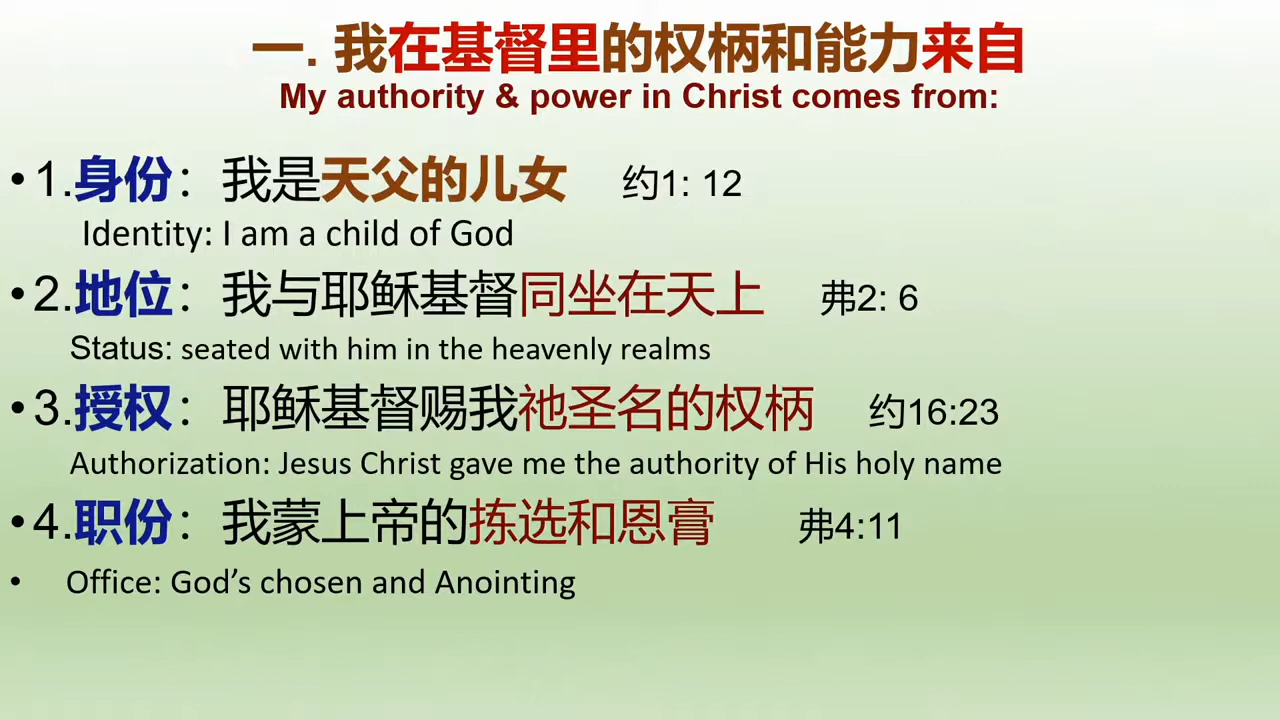 一. 我在基督里的权柄和能力来自
My authority & power in Christ comes from:
•1.身份：我是天父的儿女 约1: 12
Identity: I am a child of God
•2.地位：我与耶稣基督同坐在天上 弗2: 6
Status: seated with him in the heavenly realms
•3.授权：耶稣基督赐我祂圣名的权柄 约16:23
Authorization: Jesus Christ gave me the authority of His holy name
•4.职份：我蒙上帝的拣选和恩膏 弗4:11
• Office: God’s chosen and Anointing